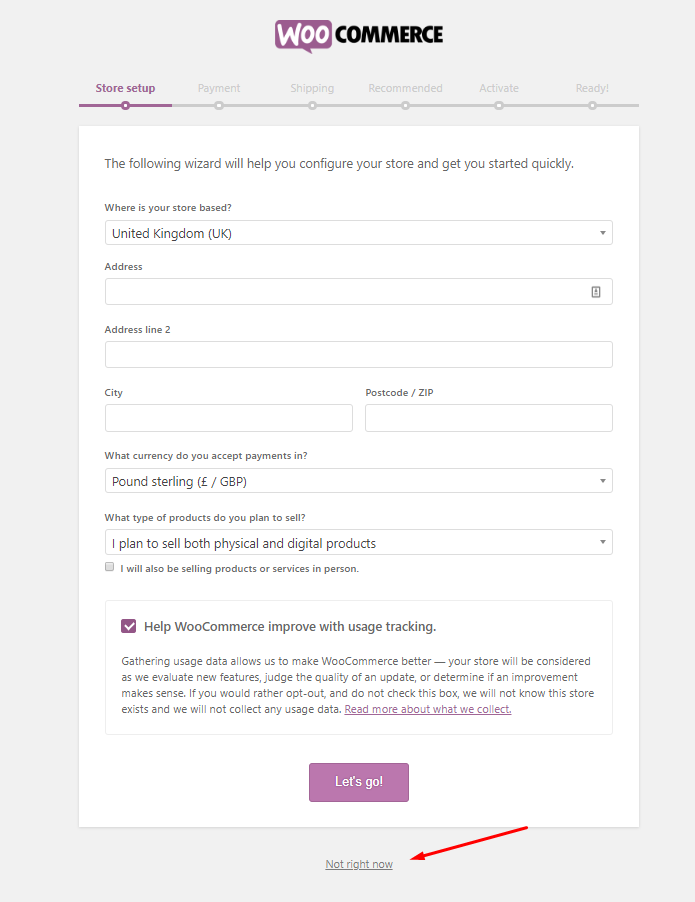 WOO COMMERCE
Store setup Payment Shipping Recommended Activate Ready!
The following wizard will help you configure your store and get you started quickly.
Where is your store based?
United Kingdom (UK)
Address
Address line 2
City Postcode / ZIP
What currency do you accept payments in?
Pound sterling (£ / GBP)
What type of products do you plan to sell?
I plan to sell both physical and digital products
I will also be selling products or services in person.
Help WooCommerce improve with usage tracking.
Gathering usage data allows us to make WooCommerce better — your store will be considered
as we evaluate new features, judge the quality of an update, or determine if an improvement
makes sense. If you would rather opt-out, and do not check this box, we will not know this store
exists and we will not collect any usage data. Read more about what we collect.
Let's go!
Not right now